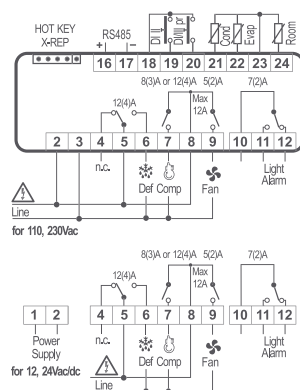 HOT KEY
X-REP
RS485
+ −
DI1
DI2/ pr
Cond
Evap
Room
16 17 18 19 20 21 22 23 24
8(3)A or 12(4)A 5(2)A 7(2)A
12(4)A
Max
12A
2 3 4 5 6 7 8 9 10 11 12
n.c.
Def Comp Fan
Light
Alarm
Line
for 110, 230Vac
8(3)A or 12(4)A 5(2)A 7(2)A
12(4)A
Max
12A
1 2 4 5 6 7 8 9 10 11 12
Power
Supply
n.c.
Def Comp Fan
Light
Alarm
for 12, 24Vac/dc
Line